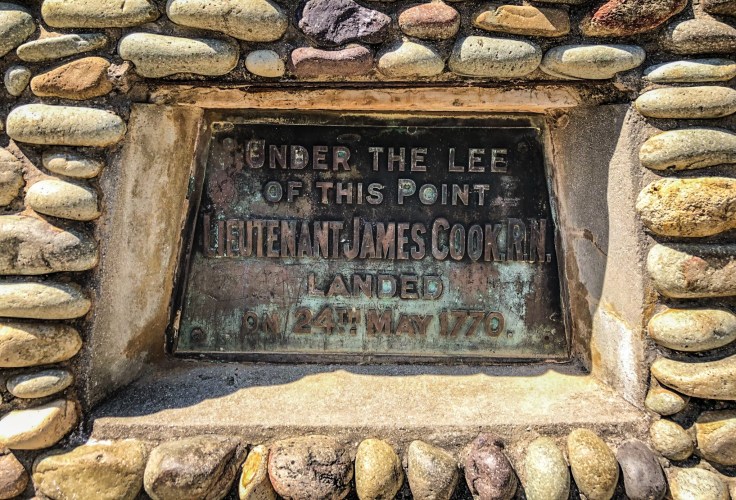 UNDER THE LEE
OF THIS POINT
LIEUTENANT JAMES COOK, R.N.
LANDED
ON 24TH MAY 1770.